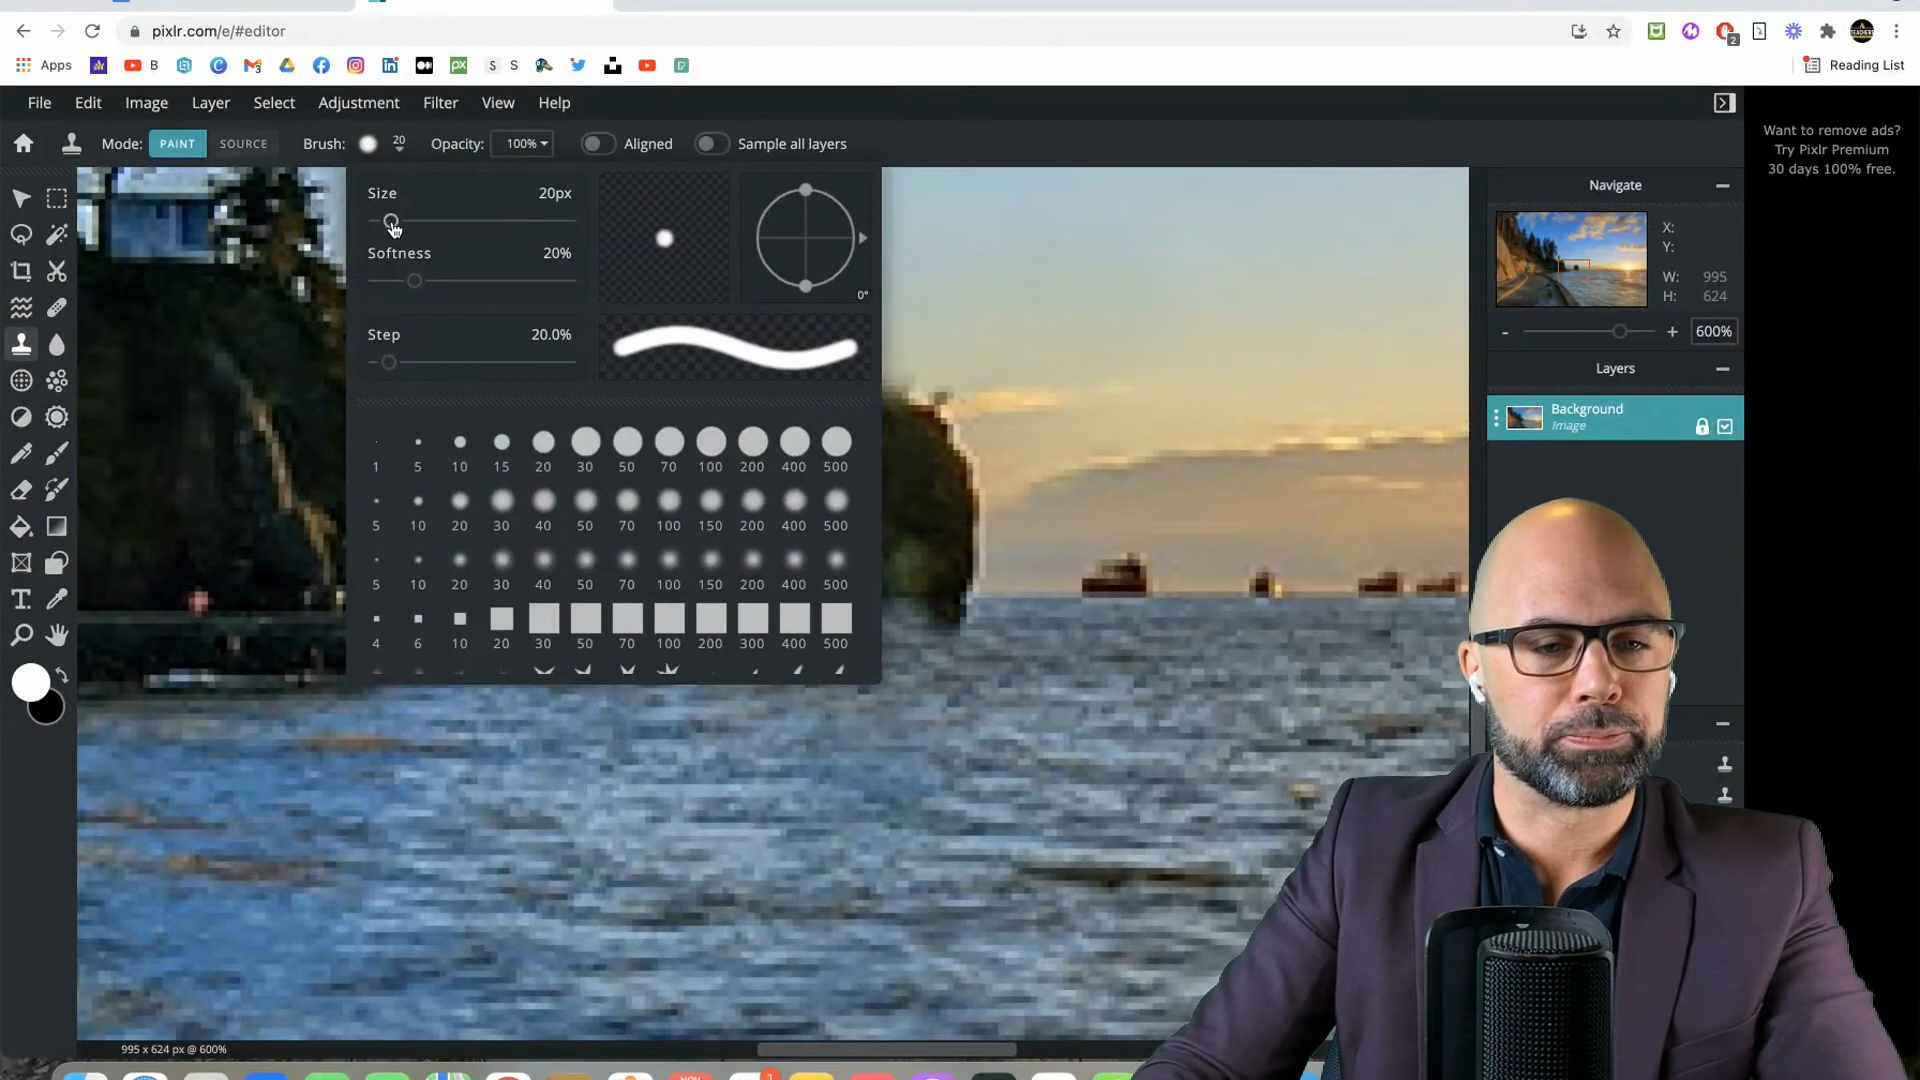 pixlr.com/e/#editor
2
Apps
B
S
Reading List
File Edit Image Layer Select Adjustment Filter View Help
Mode: PAINT SOURCE Brush: 20 Opacity: 100% Aligned Sample all layers
Want to remove ads?
Try Pixlr Premium
30 days 100% free.
Size 20px
Softness 20%
0°
Step 20.0%
1 5 10 15 20 30 50 70 100 200 400 500
5 10 20 30 40 50 70 100 150 200 400 500
5 10 20 30 40 50 70 100 150 200 400 500
4 6 10 20 30 50 70 100 200 300 400 500
Navigate
X:
Y:
W: 995
H: 624
- + 600%
Layers
Background
Image
995 x 624 px @ 600%
NOV
1